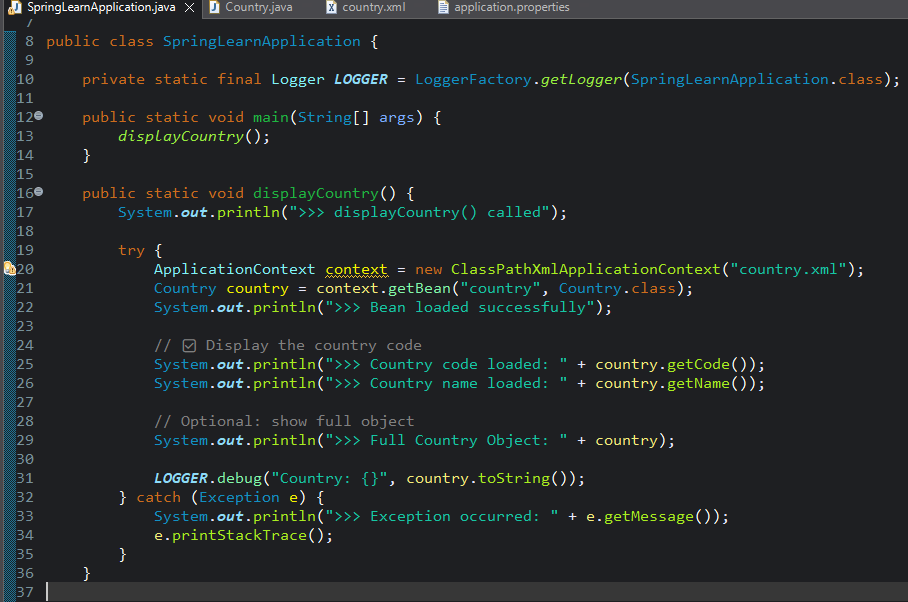 SpringLearnApplication.java Country.java country.xml application.properties
7
8 public class SpringLearnApplication {
9
10 private static final Logger LOGGER = LoggerFactory.getLogger(SpringLearnApplication.class);
11
12 public static void main(String[] args) {
13 displayCountry();
14 }
15
16 public static void displayCountry() {
17 System.out.println(">>> displayCountry() called");
18
19 try {
20 ApplicationContext context = new ClassPathXmlApplicationContext("country.xml");
21 Country country = context.getBean("country", Country.class);
22 System.out.println(">>> Bean loaded successfully");
23
24 // ☑ Display the country code
25 System.out.println(">>> Country code loaded: " + country.getCode());
26 System.out.println(">>> Country name loaded: " + country.getName());
27
28 // Optional: show full object
29 System.out.println(">>> Full Country Object: " + country);
30
31 LOGGER.debug("Country: {}", country.toString());
32 } catch (Exception e) {
33 System.out.println(">>> Exception occurred: " + e.getMessage());
34 e.printStackTrace();
35 }
36 }
37